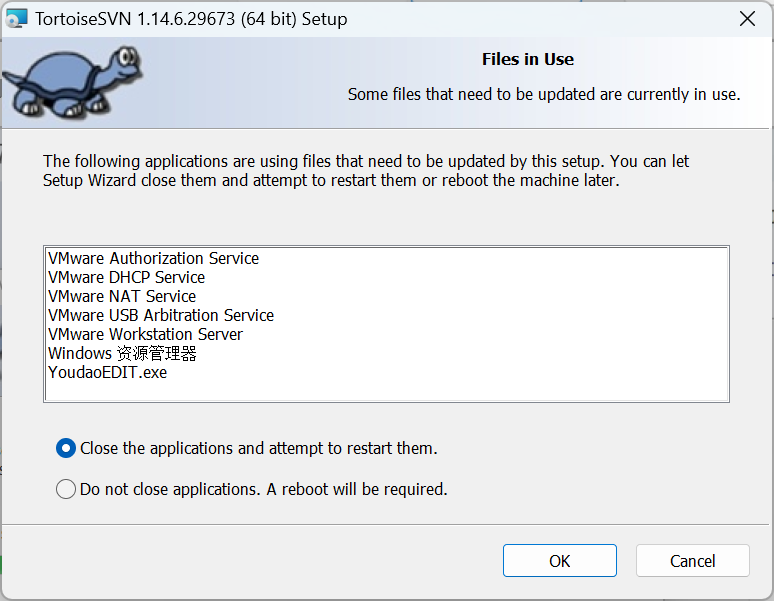 TortoiseSVN 1.14.6.29673 (64 bit) Setup
Files in Use
Some files that need to be updated are currently in use.
The following applications are using files that need to be updated by this setup. You can let
Setup Wizard close them and attempt to restart them or reboot the machine later.
VMware Authorization Service
VMware DHCP Service
VMware NAT Service
VMware USB Arbitration Service
VMware Workstation Server
Windows 资源管理器
YoudaoEDIT.exe
Close the applications and attempt to restart them.
Do not close applications. A reboot will be required.
OK
Cancel